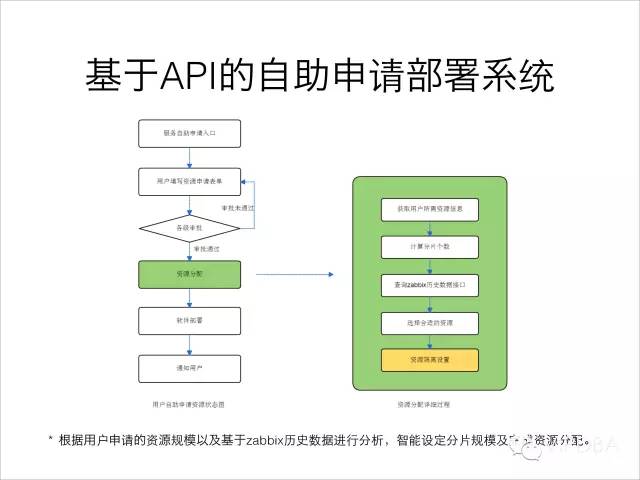 基于API的自助申请部署系统
服务自助申请入口
用户填写资源申请表单
审批未通过
各级审批
审批通过
资源分配
软件部署
通知用户
用户自助申请资源状态图
获取用户所需资源信息
计算分片个数
查询zabbix历史数据接口
选择合适的资源
资源隔离设置
资源分配详细过程
* 根据用户申请的资源规模以及基于zabbix历史数据进行分析，智能设定分片规模及资源分配。